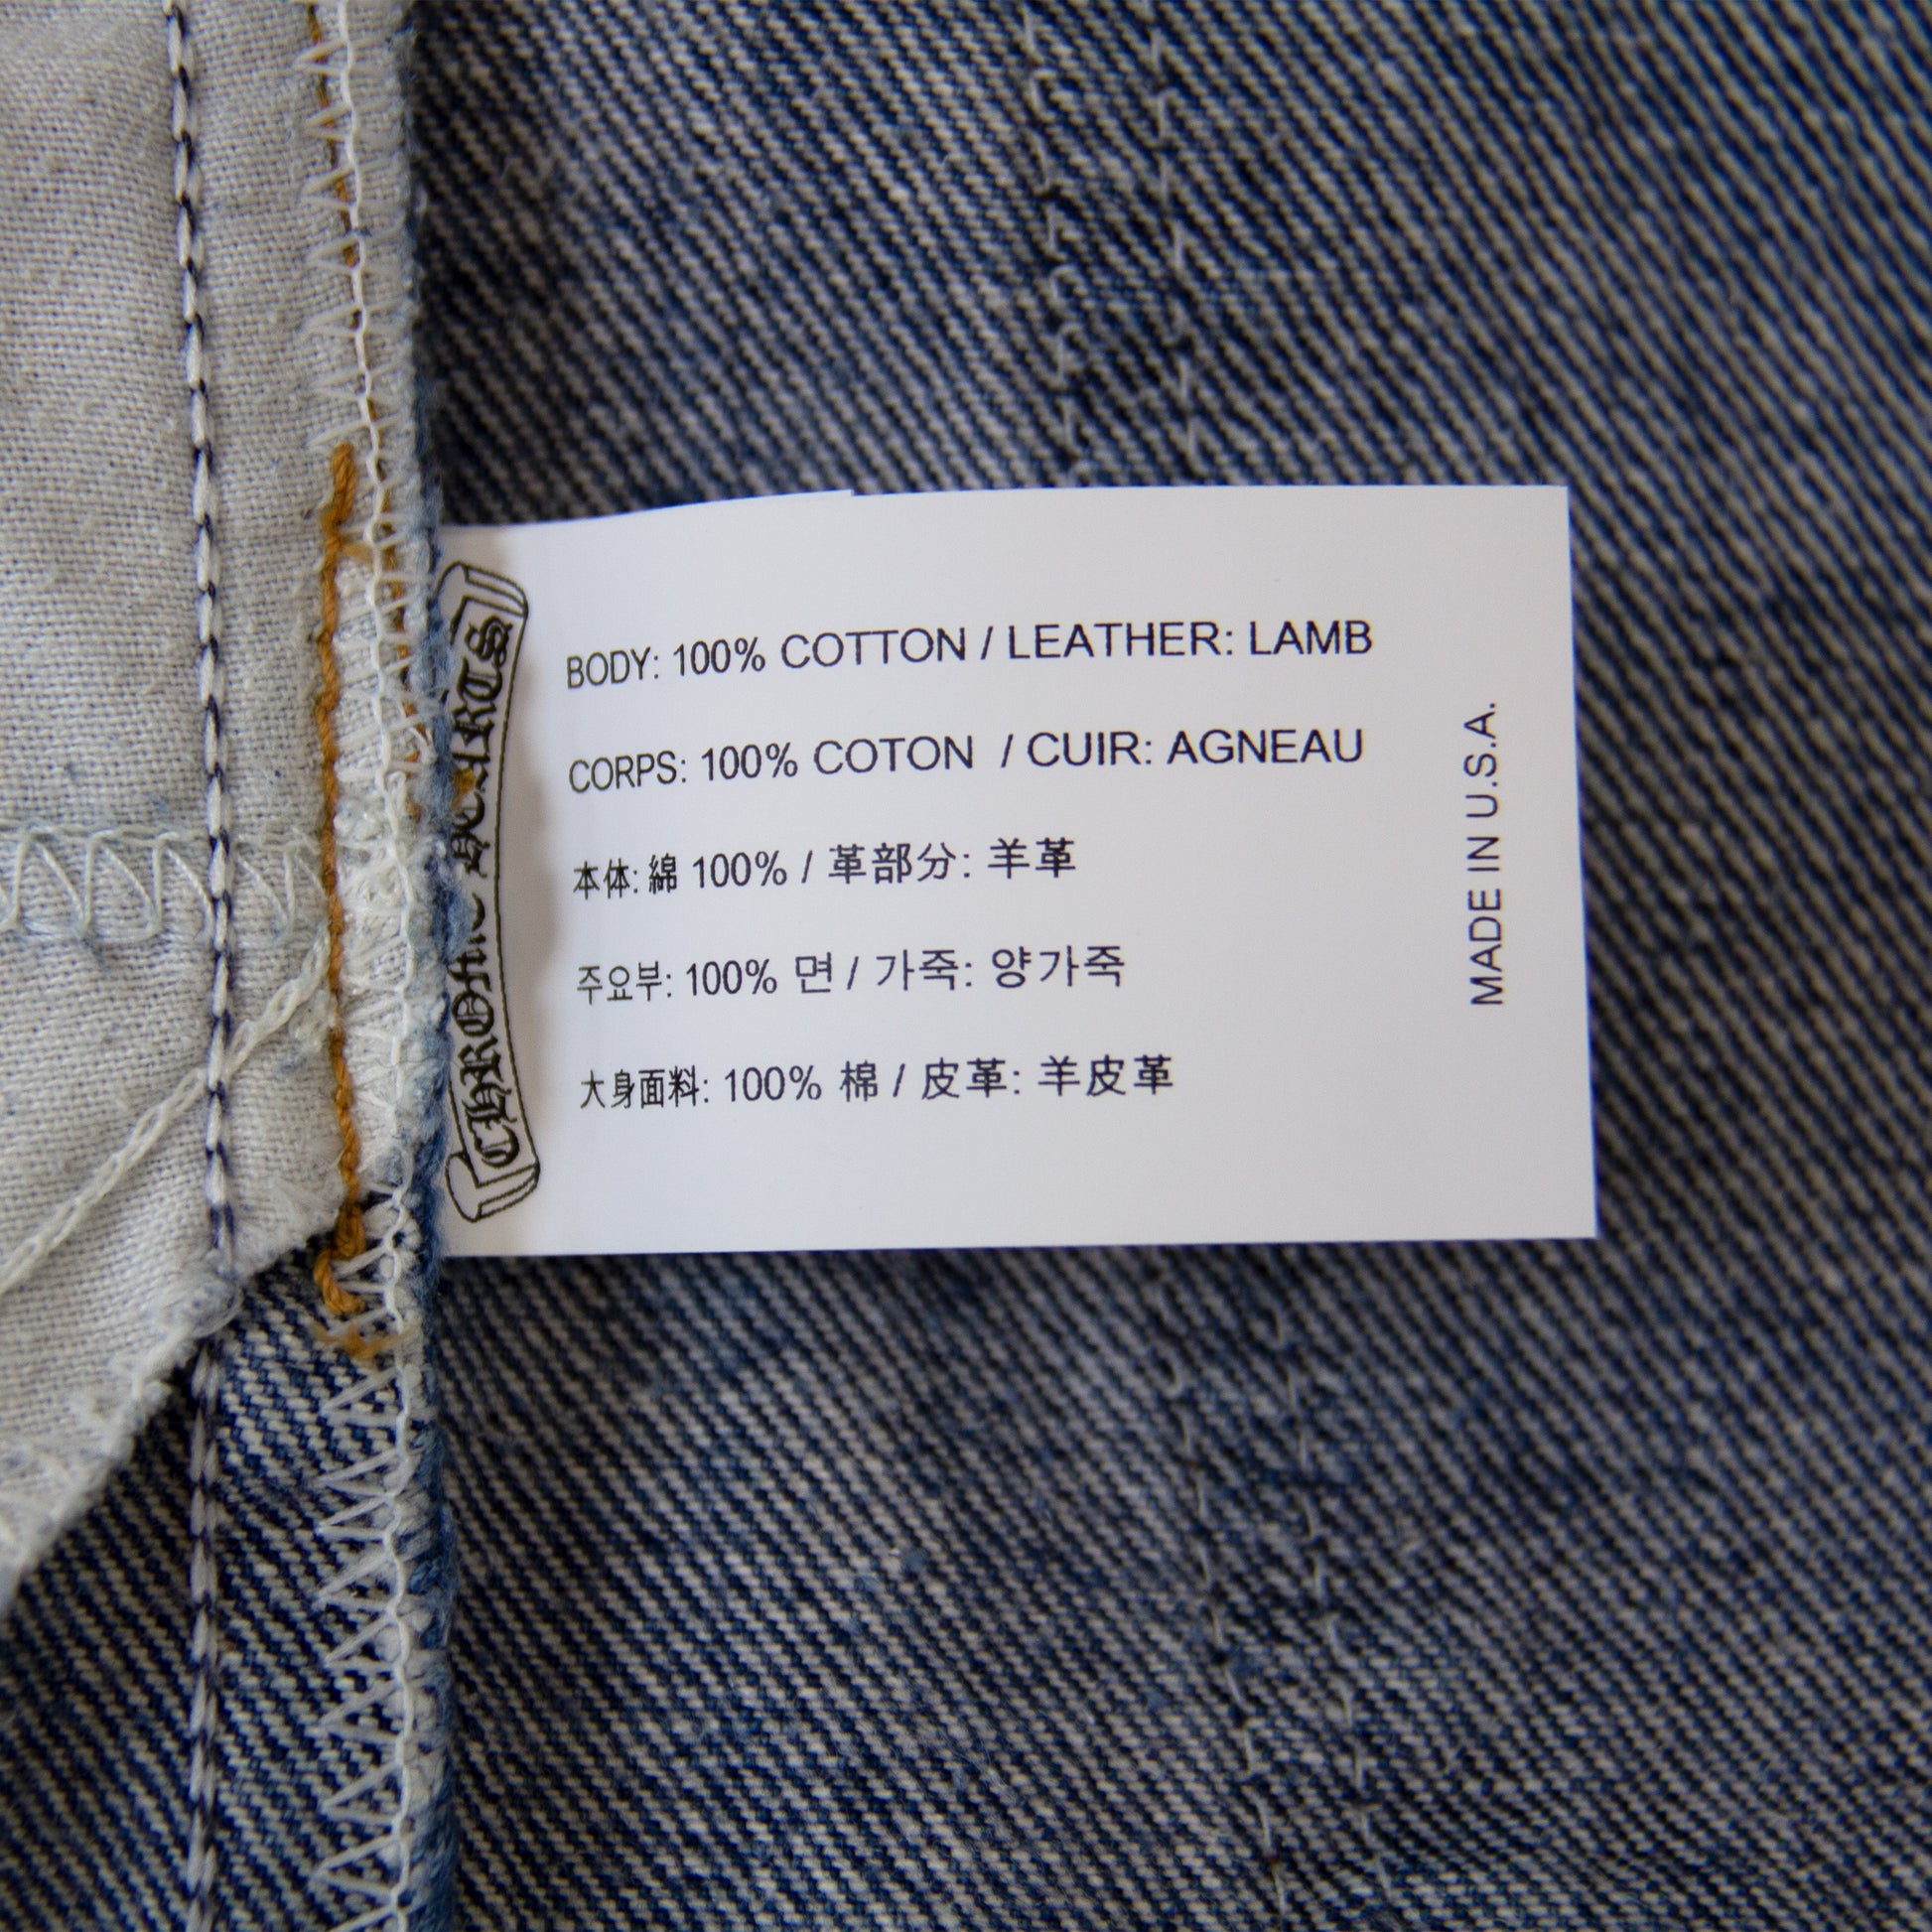 CHROME HEARTS
BODY: 100% COTTON / LEATHER: LAMB
CORPS: 100% COTON / CUIR: AGNEAU
本体: 綿 100% / 革部分: 羊革
주요부: 100% 면 / 가죽: 양가죽
大身面料: 100% 棉 / 皮革: 羊皮革
MADE IN U.S.A.